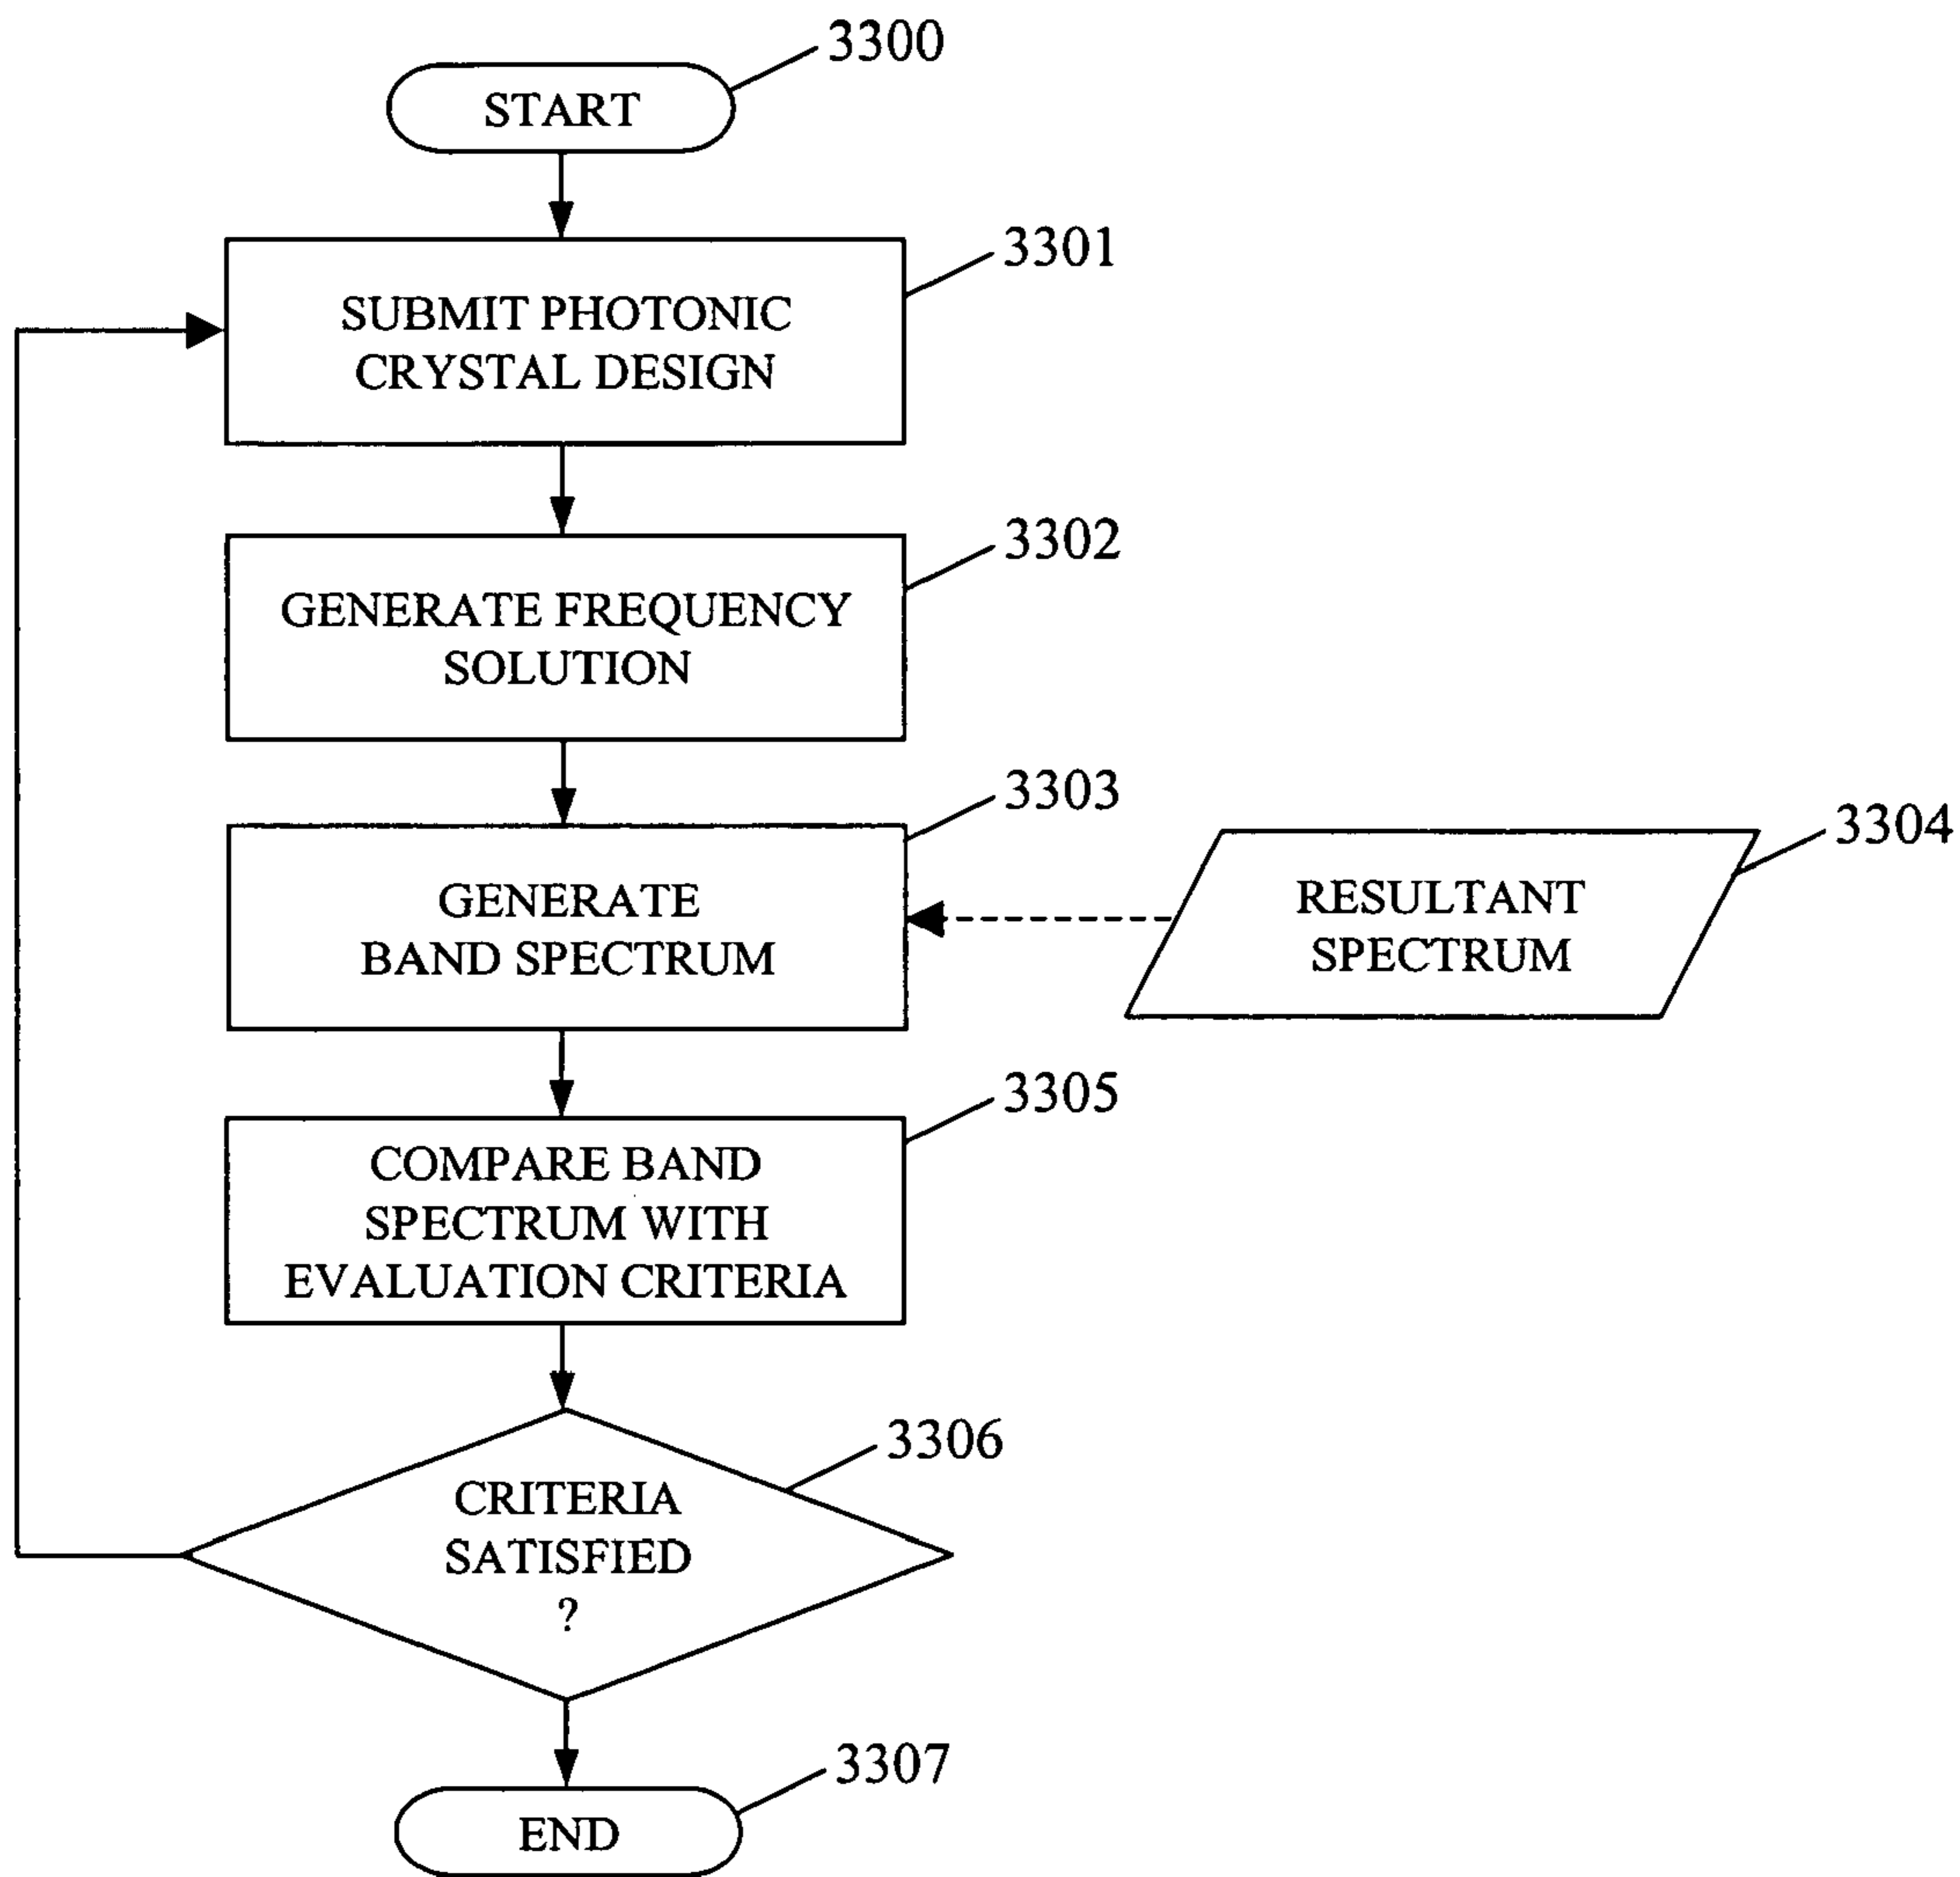 3300
START
3301
SUBMIT PHOTONIC
CRYSTAL DESIGN
3302
GENERATE FREQUENCY
SOLUTION
3303
GENERATE
BAND SPECTRUM
3304
RESULTANT
SPECTRUM
3305
COMPARE BAND
SPECTRUM WITH
EVALUATION CRITERIA
3306
CRITERIA
SATISFIED
?
3307
END